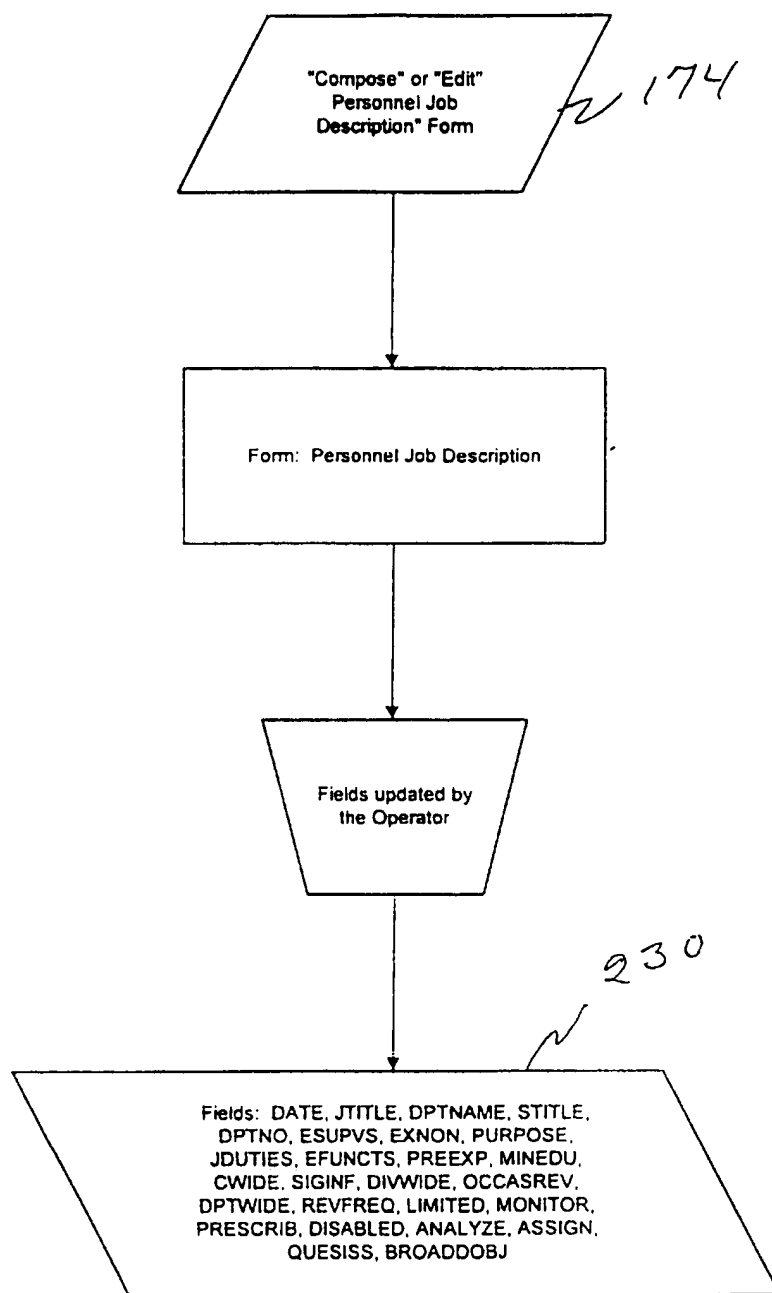 "Compose" or "Edit"
Personnel Job
Description" Form
174
Form: Personnel Job Description
Fields updated by
the Operator
230
Fields: DATE, JTITLE, DPTNAME, STITLE,
DPTNO, ESUPVS, EXNON, PURPOSE,
JDUTIES, EFUNCTS, PREEXP, MINEDU,
CWIDE, SIGINF, DIVWIDE, OCCASREV,
DPTWIDE, REVFREQ, LIMITED, MONITOR,
PRESCRIB, DISABLED, ANALYZE, ASSIGN,
QUESISS, BROADDOBJ